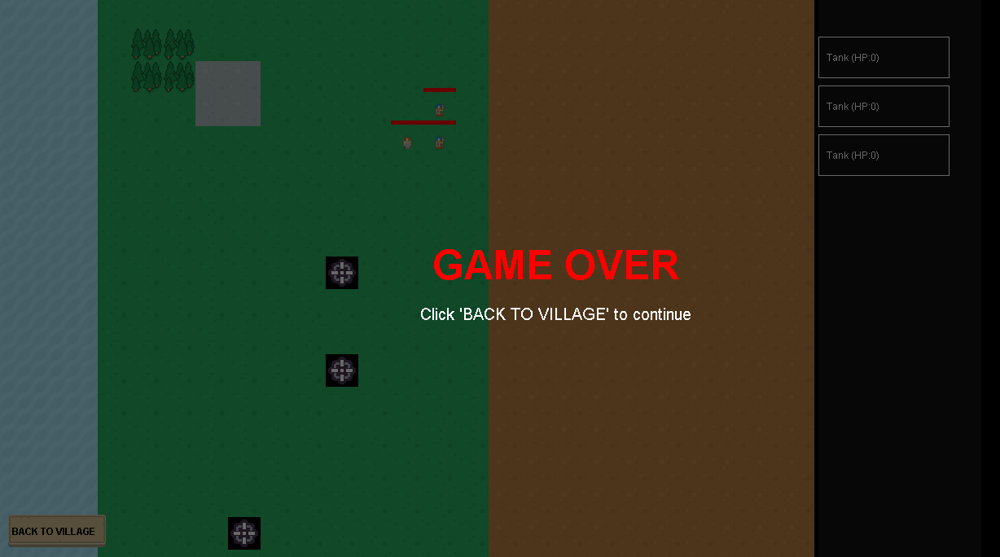 Tank (HP:0)
Tank (HP:0)
Tank (HP:0)
GAME OVER
Click 'BACK TO VILLAGE' to continue
BACK TO VILLAGE